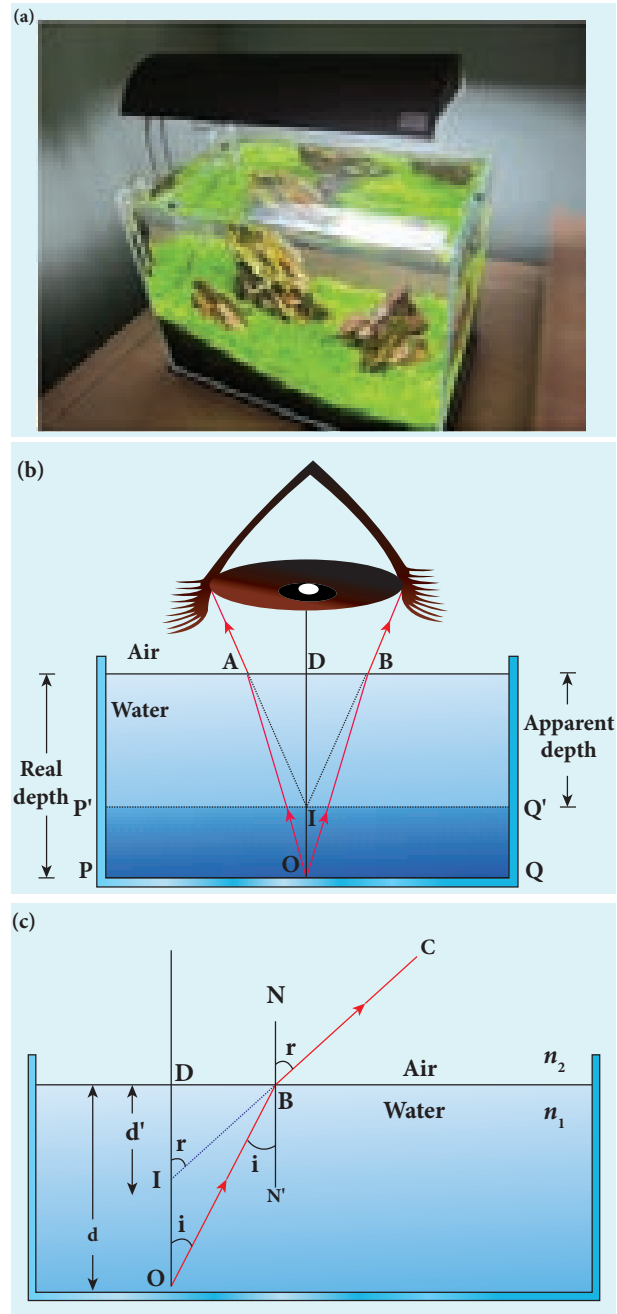 (a)
(b)
Air
A D B
Water
Apparent
depth
Real
depth
P' I Q'
O
P Q
(c)
C
N
r
D Air n₂
B
d' Water n₁
r
I i N'
d
i
O